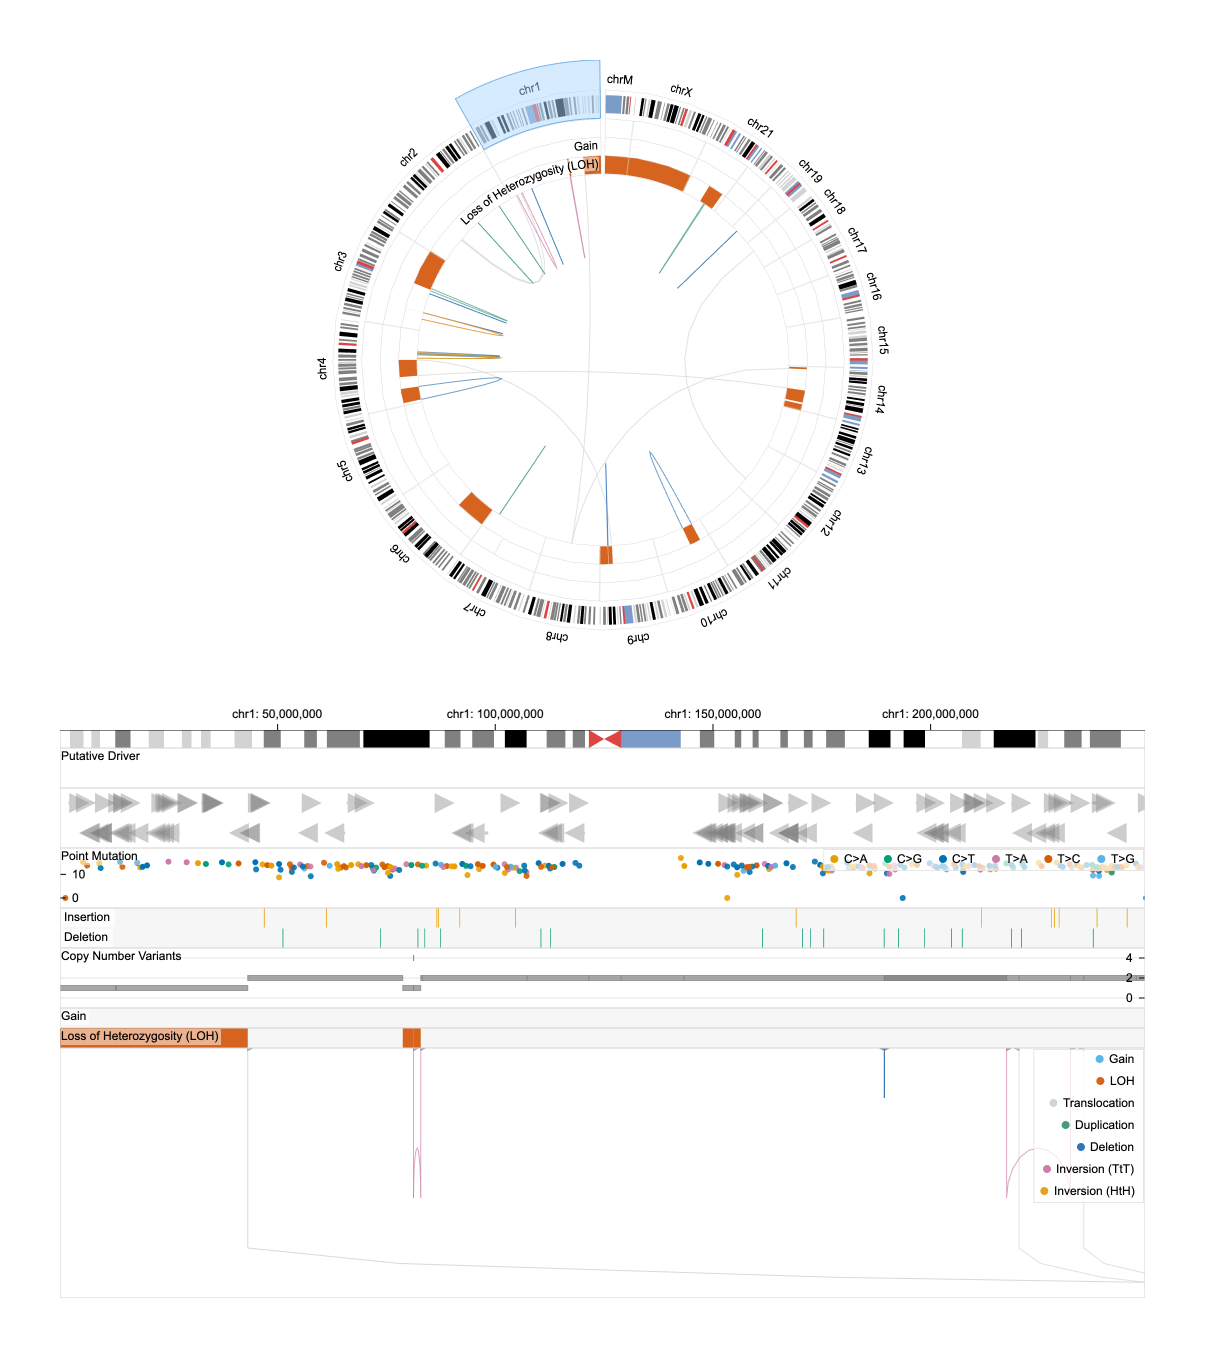 chrM
chrX
chr21
chr19
chr18
chr17
chr16
chr15
chr14
chr13
chr12
chr11
chr10
chr9
chr8
chr7
chr6
chr5
chr4
chr3
chr2
chr1
Gain
Loss of Heterozygosity (LOH)
chr1: 50,000,000
chr1: 100,000,000
chr1: 150,000,000
chr1: 200,000,000
Putative Driver
Point Mutation
C>A
C>G
C>T
T>A
T>C
T>G
10
0
Insertion
Deletion
Copy Number Variants
4
2
0
Gain
Loss of Heterozygosity (LOH)
Gain
LOH
Translocation
Duplication
Deletion
Inversion (TtT)
Inversion (HtH)